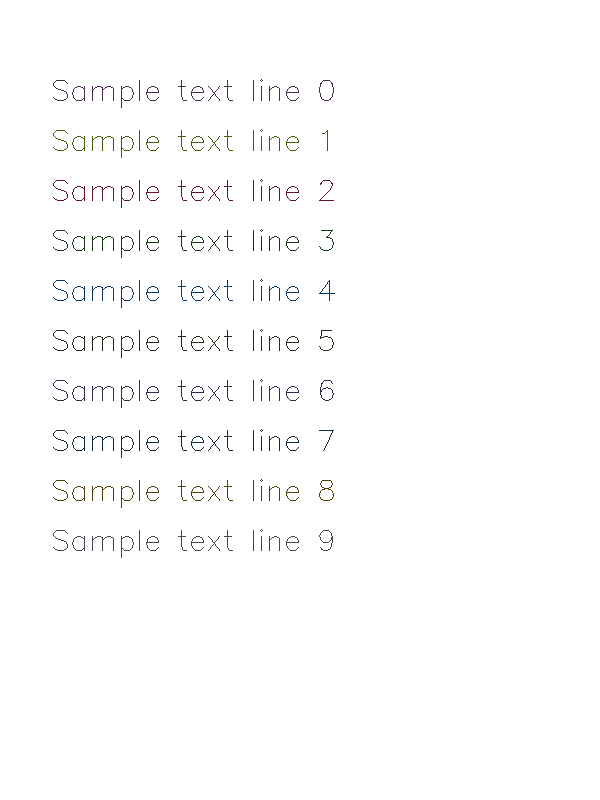 Sample text line 0
Sample text line 1
Sample text line 2
Sample text line 3
Sample text line 4
Sample text line 5
Sample text line 6
Sample text line 7
Sample text line 8
Sample text line 9